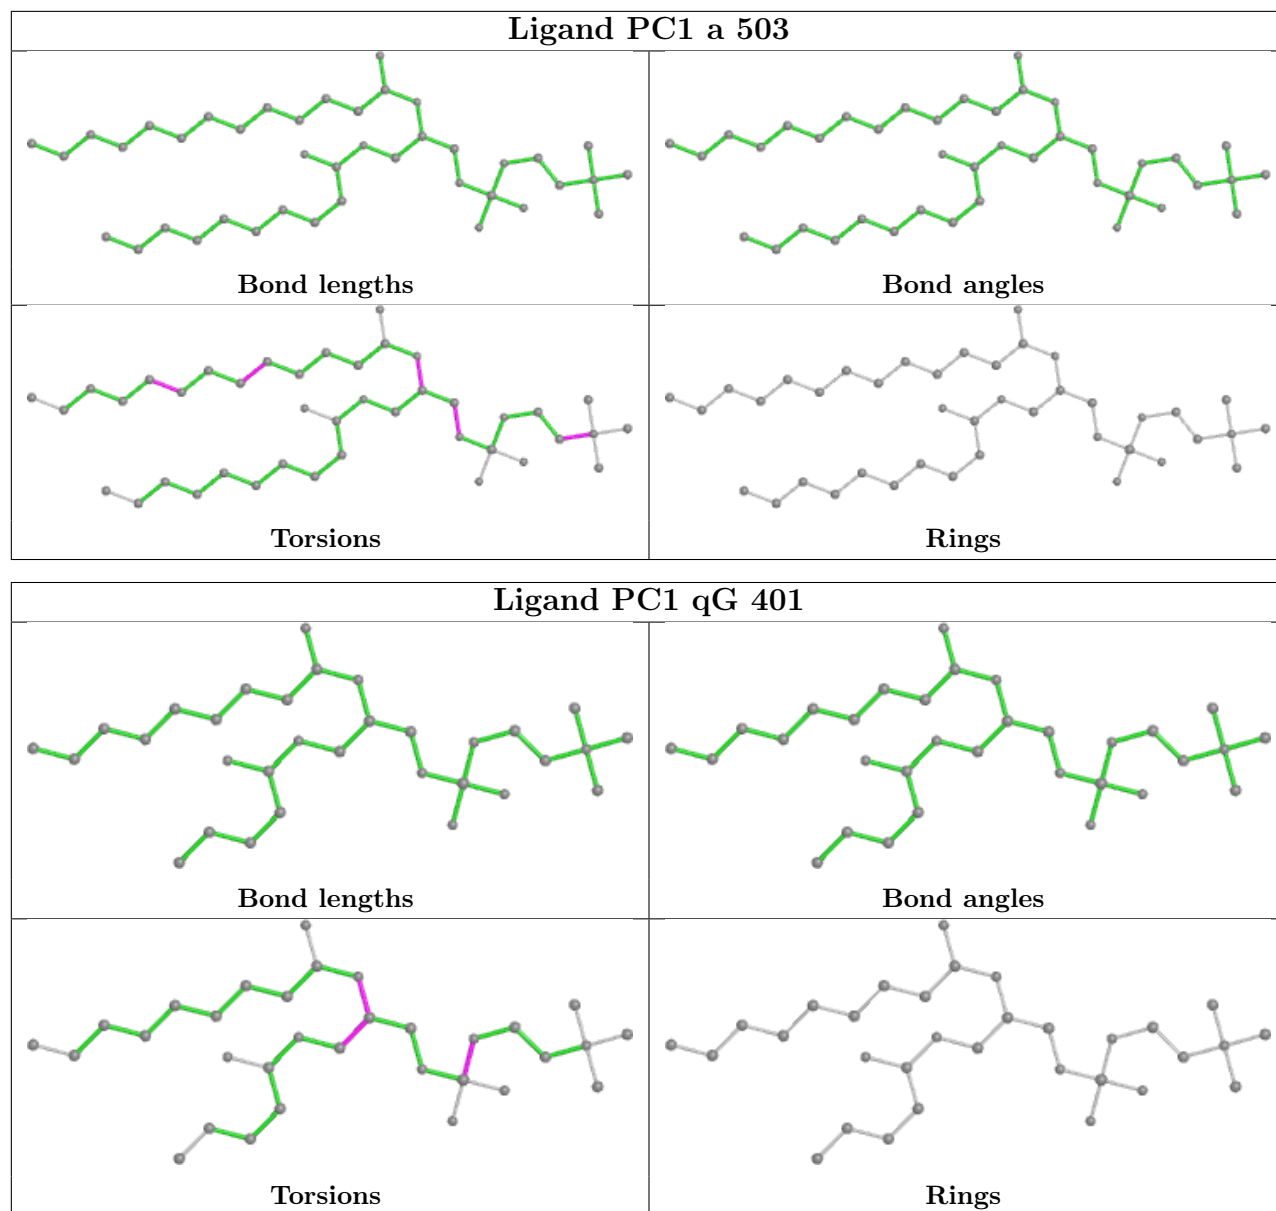 Ligand PC1 a 503
Bond lengths
Bond angles
Torsions
Rings
Ligand PC1 qG 401
Bond lengths
Bond angles
Torsions
Rings